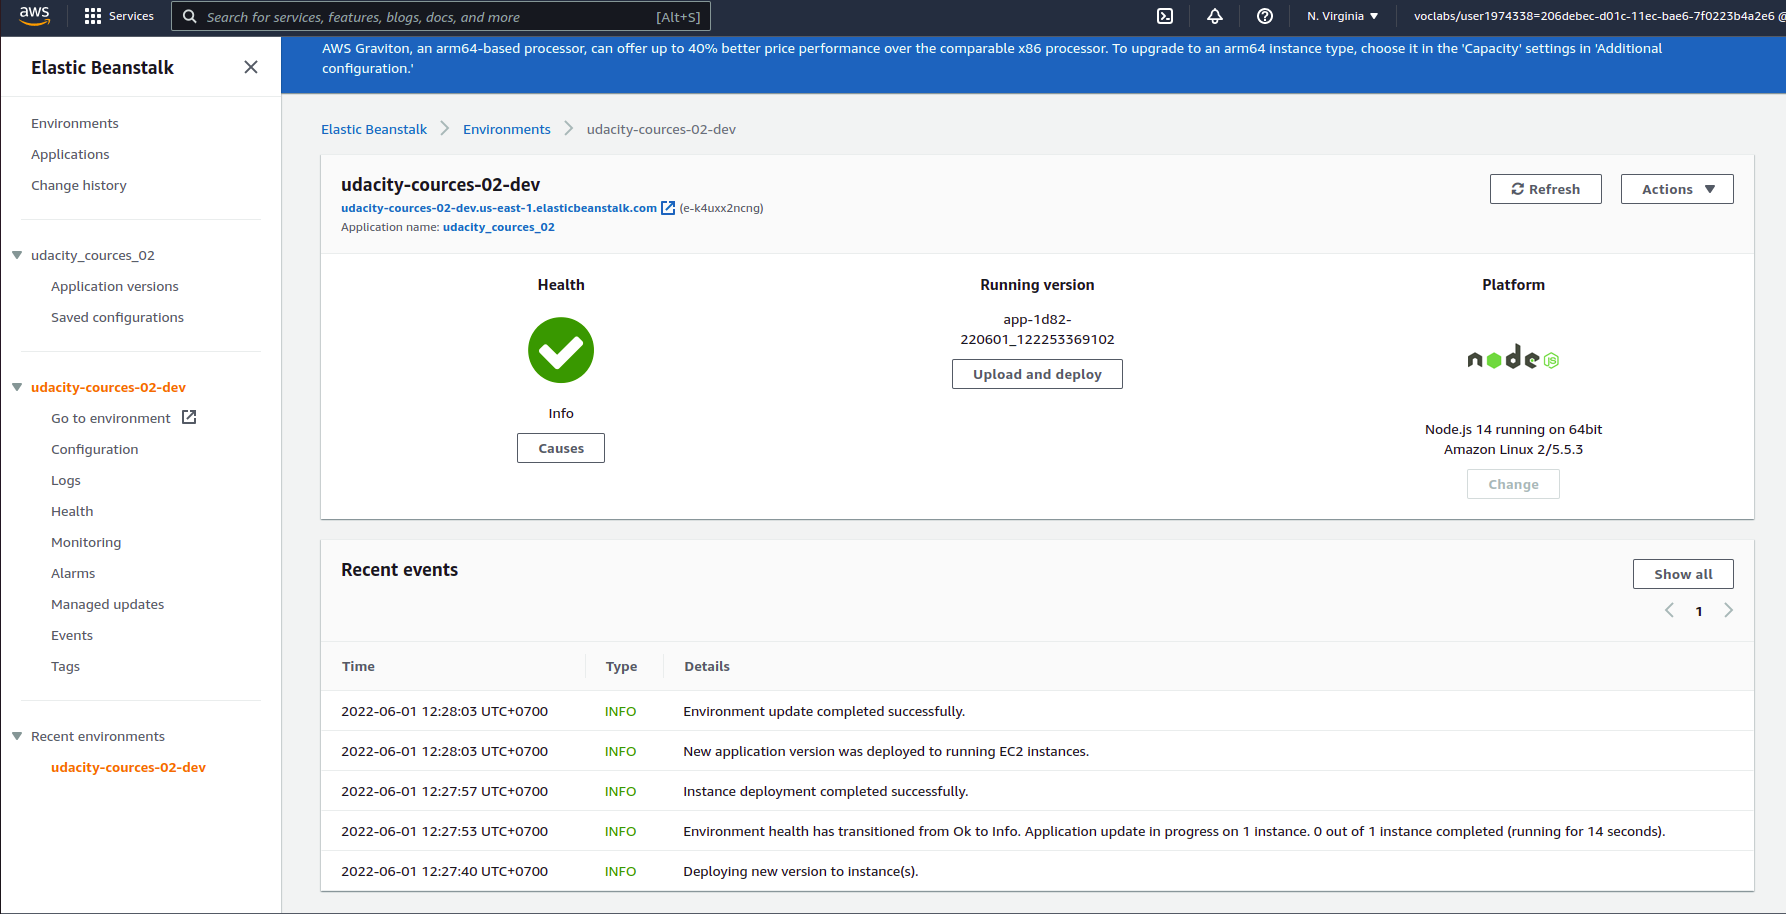 aws
Services
Search for services, features, blogs, docs, and more
[Alt+S]
N. Virginia
voclabs/user1974338=206debec-d01c-11ec-bae6-7f0223b4a2e6 @
Elastic Beanstalk
Environments
Applications
Change history
udacity_cources_02
Application versions
Saved configurations
udacity-cources-02-dev
Go to environment
Configuration
Logs
Health
Monitoring
Alarms
Managed updates
Events
Tags
Recent environments
udacity-cources-02-dev
AWS Graviton, an arm64-based processor, can offer up to 40% better price performance over the comparable x86 processor. To upgrade to an arm64 instance type, choose it in the 'Capacity' settings in 'Additional
configuration.'
Elastic Beanstalk > Environments > udacity-cources-02-dev
udacity-cources-02-dev
udacity-cources-02-dev.us-east-1.elasticbeanstalk.com (e-k4uxx2ncng)
Application name: udacity_cources_02
Refresh
Actions
Health
Info
Causes
Running version
app-1d82-
220601_122253369102
Upload and deploy
Platform
node JS
Node.js 14 running on 64bit
Amazon Linux 2/5.5.3
Change
Recent events
Show all
1
Time Type Details
2022-06-01 12:28:03 UTC+0700 INFO Environment update completed successfully.
2022-06-01 12:28:03 UTC+0700 INFO New application version was deployed to running EC2 instances.
2022-06-01 12:27:57 UTC+0700 INFO Instance deployment completed successfully.
2022-06-01 12:27:53 UTC+0700 INFO Environment health has transitioned from Ok to Info. Application update in progress on 1 instance. 0 out of 1 instance completed (running for 14 seconds).
2022-06-01 12:27:40 UTC+0700 INFO Deploying new version to instance(s).